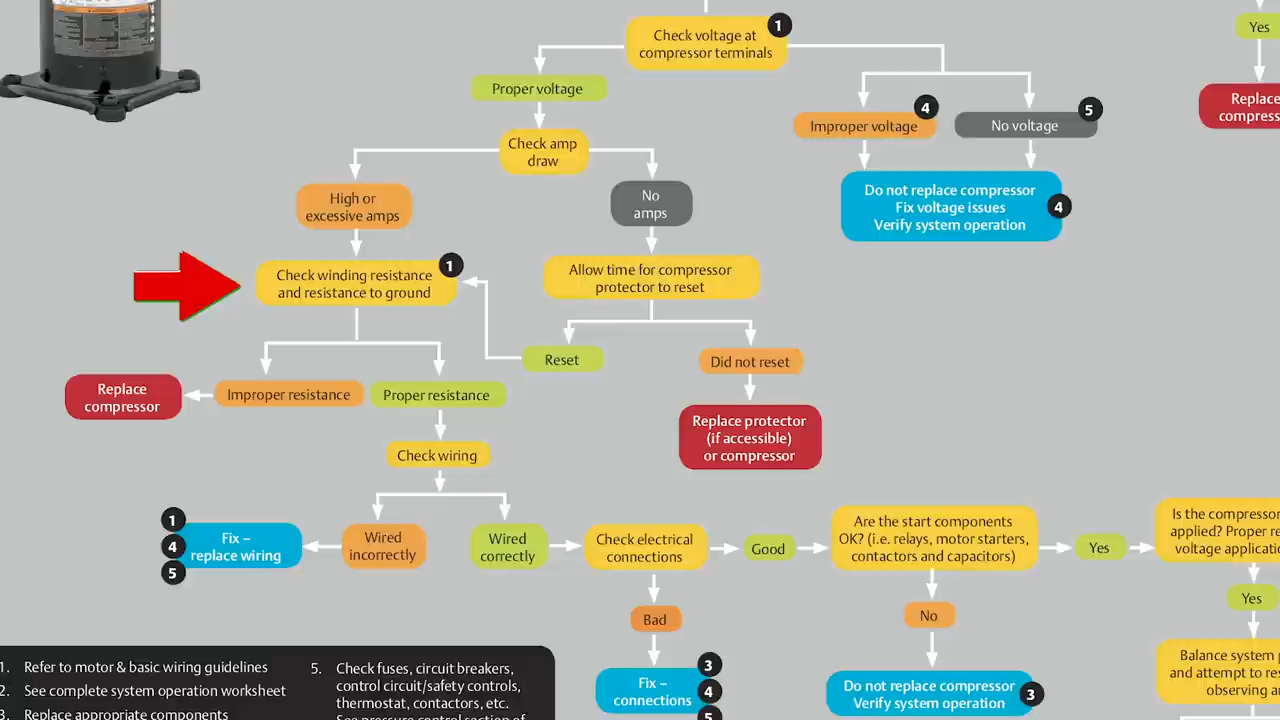 Check voltage at
compressor terminals
1
Yes
Proper voltage
Replace
compress
Improper voltage
4
No voltage
5
Check amp
draw
Do not replace compressor
Fix voltage issues
Verify system operation
4
High or
excessive amps
No
amps
Check winding resistance
and resistance to ground
1
Allow time for compressor
protector to reset
Reset
Did not reset
Replace
compressor
Improper resistance
Proper resistance
Replace protector
(if accessible)
or compressor
Check wiring
1
4
5
Fix –
replace wiring
Wired
incorrectly
Wired
correctly
Check electrical
connections
Good
Are the start components
OK? (i.e. relays, motor starters,
contactors and capacitors)
Yes
Is the compressor
applied? Proper re
voltage applicatio
Bad
No
Yes
Fix –
connections
3
4
5
Do not replace compressor
Verify system operation
3
Balance system p
and attempt to res
observing a
1. Refer to motor & basic wiring guidelines
2. See complete system operation worksheet
3. Replace appropriate components
5. Check fuses, circuit breakers,
control circuit/safety controls,
thermostat, contactors, etc.
See pressure control section of